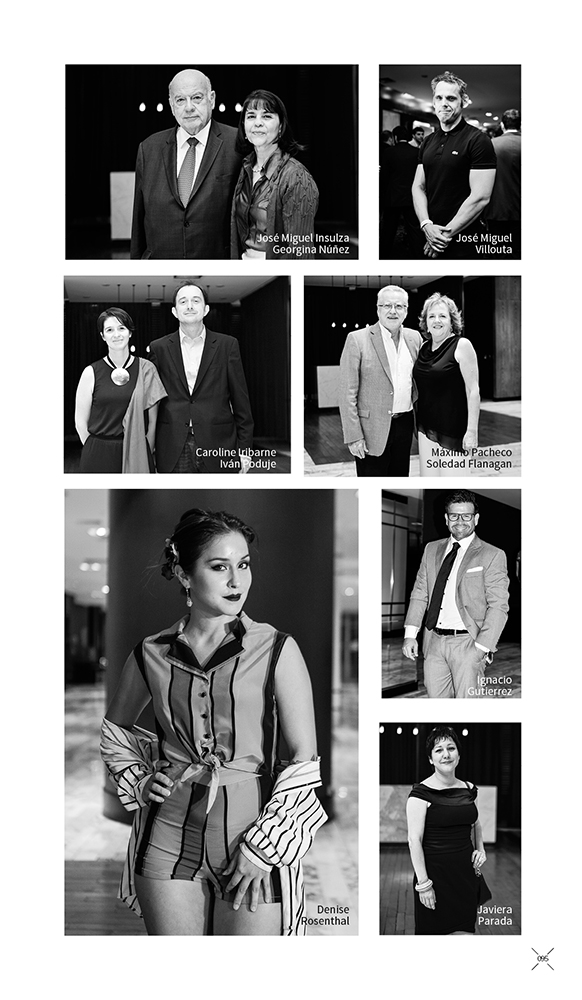 José Miguel Insulza
Georgina Núñez
José Miguel
Villouta
Caroline Iribarne
Iván Poduje
Máximo Pacheco
Soledad Flanagan
Denise
Rosenthal
Ignacio
Gutierrez
Javiera
Parada
095